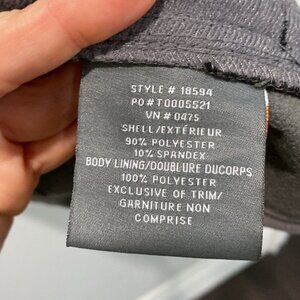 STYLE # 18594
PO#T0005521
VN # 0475
SHELL/EXTÉRIEUR
90% POLYESTER
10% SPANDEX
BODY LINING/DOUBLURE DUCORPS
100% POLYESTER
EXCLUSIVE OF TRIM/
GARNITURE NON
COMPRISE